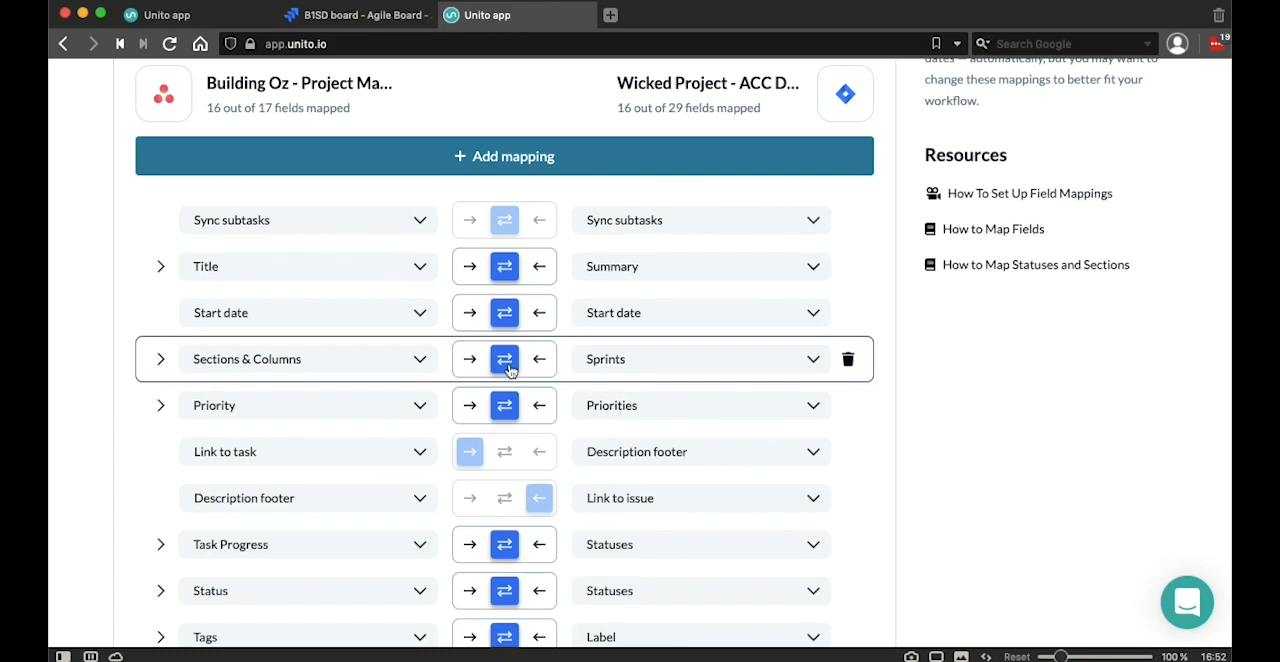 Unito app
B1SD board - Agile Board -
Unito app
app.unito.io
Search Google
19
Building Oz - Project Ma...
16 out of 17 fields mapped
Wicked Project - ACC D...
16 out of 29 fields mapped
dates — automatically, but you may want to
change these mappings to better fit your
workflow.
+ Add mapping
Resources
How To Set Up Field Mappings
How to Map Fields
How to Map Statuses and Sections
Sync subtasks → ⇄ ← Sync subtasks
Title → ⇄ ← Summary
Start date → ⇄ ← Start date
Sections & Columns → ⇄ ← Sprints
Priority → ⇄ ← Priorities
Link to task → ⇄ ← Description footer
Description footer → ⇄ ← Link to issue
Task Progress → ⇄ ← Statuses
Status → ⇄ ← Statuses
Tags → ⇄ ← Label
Reset 100 % 16:52